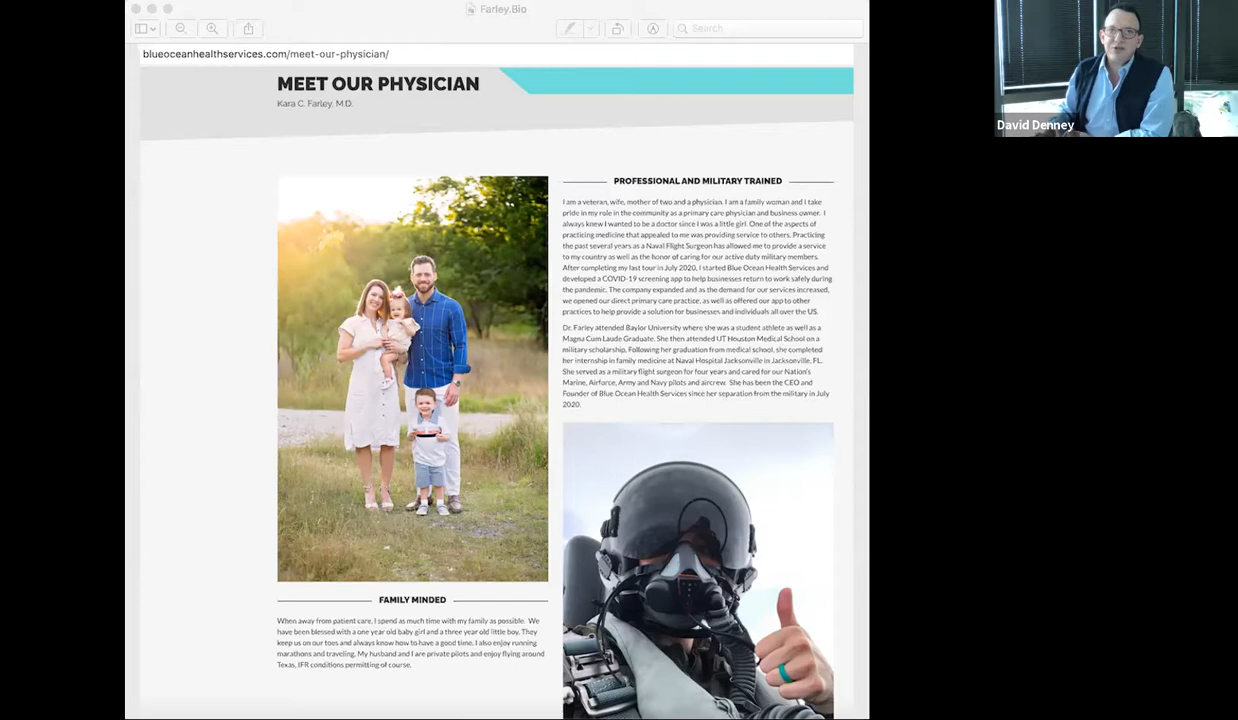 Farley.Bio
Search
blueoceanhealthservices.com/meet-our-physician/
MEET OUR PHYSICIAN
Kara C. Farley, M.D.
David Denney
PROFESSIONAL AND MILITARY TRAINED
I am a veteran, wife, mother of two and a physician. I am a family woman and I take
pride in my role in the community as a primary care physician and business owner. I
always knew I wanted to be a doctor since I was a little girl. One of the aspects of
practicing medicine that appealed to me was providing service to others. Practicing
the past several years as a Naval Flight Surgeon has allowed me to provide a service
to my country as well as the honor of caring for our active duty military members.
After completing my last tour in July 2020, I started Blue Ocean Health Services and
developed a COVID-19 screening app to help businesses return to work safely during
the pandemic. The company expanded and as the demand for our services increased,
we opened our direct primary care practice, as well as offered our app to other
practices to help provide a solution for businesses and individuals all over the US.
Dr. Farley attended Baylor University where she was a student athlete as well as a
Magna Cum Laude Graduate. She then attended UT Houston Medical School on a
military scholarship. Following her graduation from medical school, she completed
her internship in family medicine at Naval Hospital Jacksonville in Jacksonville, FL.
She served as a military flight surgeon for four years and cared for our Nation's
Marine, Airforce, Army and Navy pilots and aircrew. She has been the CEO and
Founder of Blue Ocean Health Services since her separation from the military in July
2020.
FAMILY MINDED
When away from patient care, I spend as much time with my family as possible. We
have been blessed with a one year old baby girl and a three year old little boy. They
keep us on our toes and always know how to have a good time. I also enjoy running
marathons and traveling. My husband and I are private pilots and enjoy flying around
Texas, IFR conditions permitting of course.